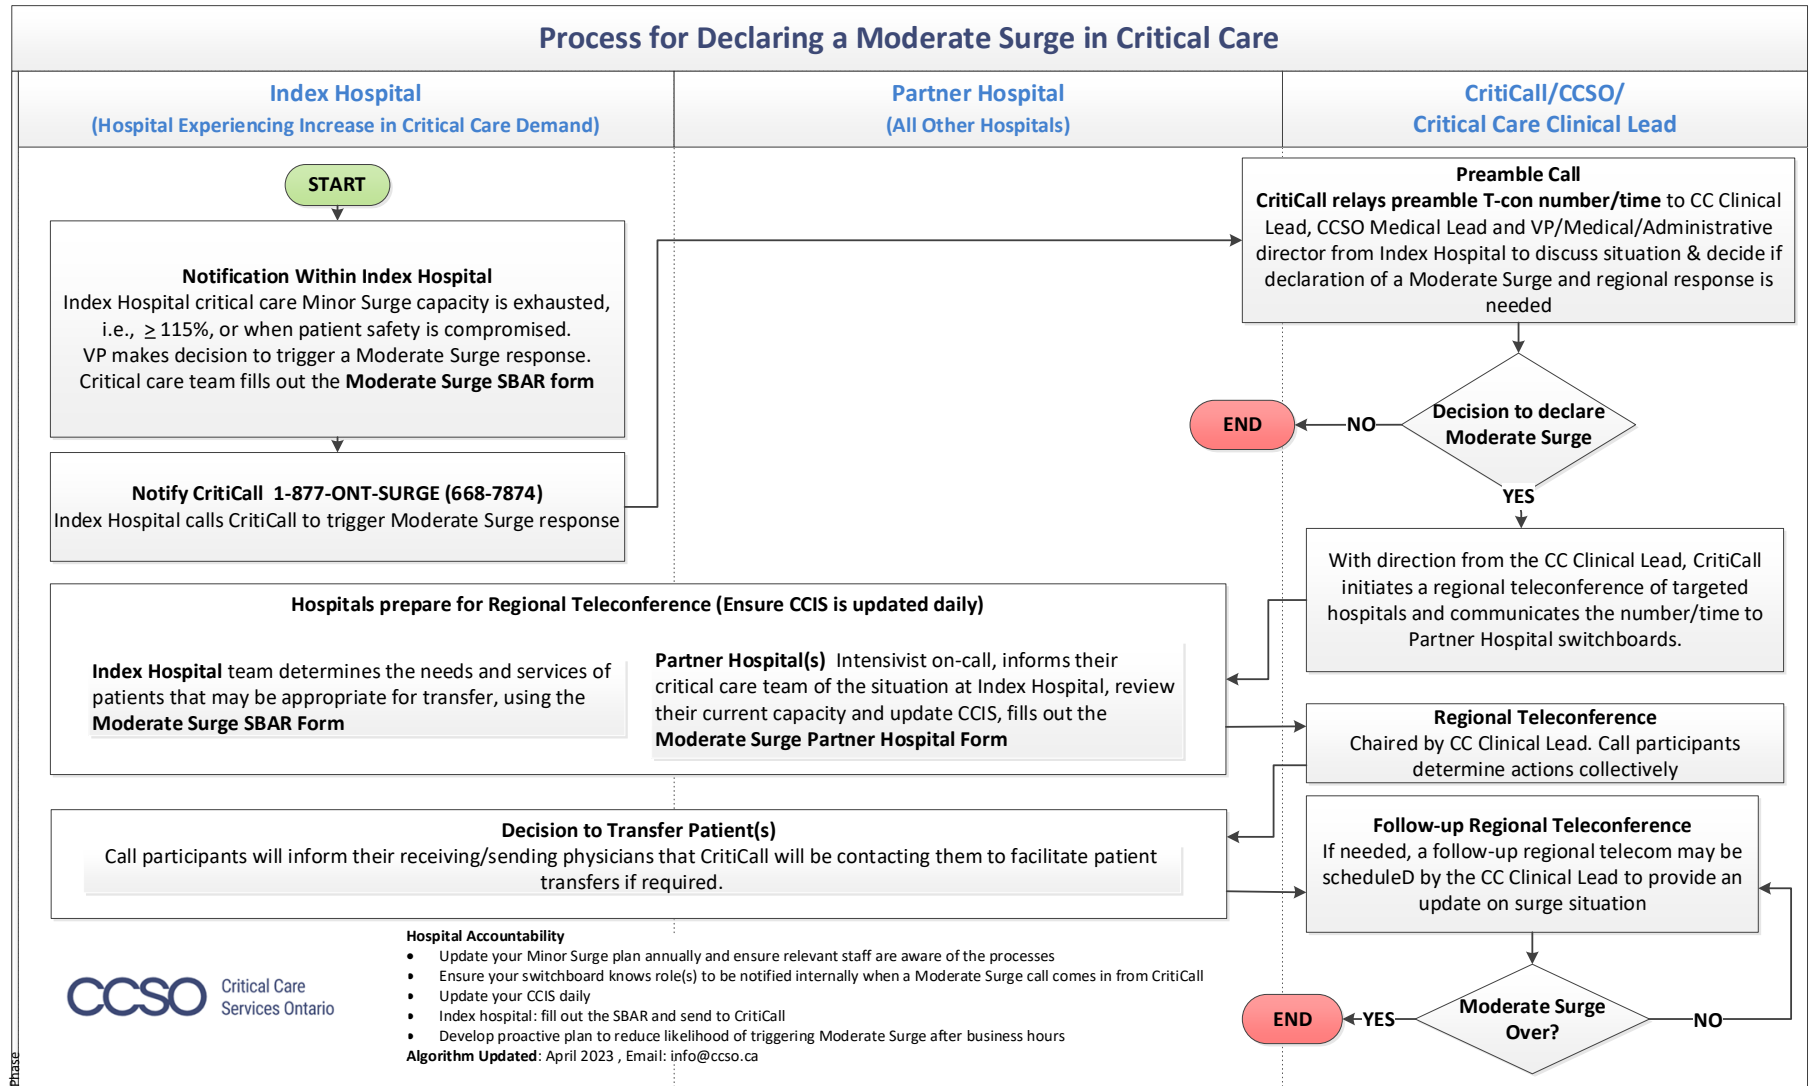 Process for Declaring a Moderate Surge in Critical Care
Index Hospital
(Hospital Experiencing Increase in Critical Care Demand)
Partner Hospital
(All Other Hospitals)
CritiCall/CCSO/
Critical Care Clinical Lead
START
Notification Within Index Hospital
Index Hospital critical care Minor Surge capacity is exhausted,
i.e., ≥ 115%, or when patient safety is compromised.
VP makes decision to trigger a Moderate Surge response.
Critical care team fills out the Moderate Surge SBAR form
Notify CritiCall 1-877-ONT-SURGE (668-7874)
Index Hospital calls CritiCall to trigger Moderate Surge response
Preamble Call
CritiCall relays preamble T-con number/time to CC Clinical
Lead, CCSO Medical Lead and VP/Medical/Administrative
director from Index Hospital to discuss situation & decide if
declaration of a Moderate Surge and regional response is
needed
Decision to declare
Moderate Surge
NO
END
YES
With direction from the CC Clinical Lead, CritiCall
initiates a regional teleconference of targeted
hospitals and communicates the number/time to
Partner Hospital switchboards.
Hospitals prepare for Regional Teleconference (Ensure CCIS is updated daily)
Index Hospital team determines the needs and services of
patients that may be appropriate for transfer, using the
Moderate Surge SBAR Form
Partner Hospital(s) Intensivist on-call, informs their
critical care team of the situation at Index Hospital, review
their current capacity and update CCIS, fills out the
Moderate Surge Partner Hospital Form
Regional Teleconference
Chaired by CC Clinical Lead. Call participants
determine actions collectively
Decision to Transfer Patient(s)
Call participants will inform their receiving/sending physicians that CritiCall will be contacting them to facilitate patient
transfers if required.
Follow-up Regional Teleconference
If needed, a follow-up regional telecom may be
scheduleD by the CC Clinical Lead to provide an
update on surge situation
Moderate Surge
Over?
YES
END
NO
Hospital Accountability
• Update your Minor Surge plan annually and ensure relevant staff are aware of the processes
• Ensure your switchboard knows role(s) to be notified internally when a Moderate Surge call comes in from CritiCall
• Update your CCIS daily
• Index hospital: fill out the SBAR and send to CritiCall
• Develop proactive plan to reduce likelihood of triggering Moderate Surge after business hours
Algorithm Updated: April 2023 , Email: info@ccso.ca
CCSO
Critical Care
Services Ontario
Phase